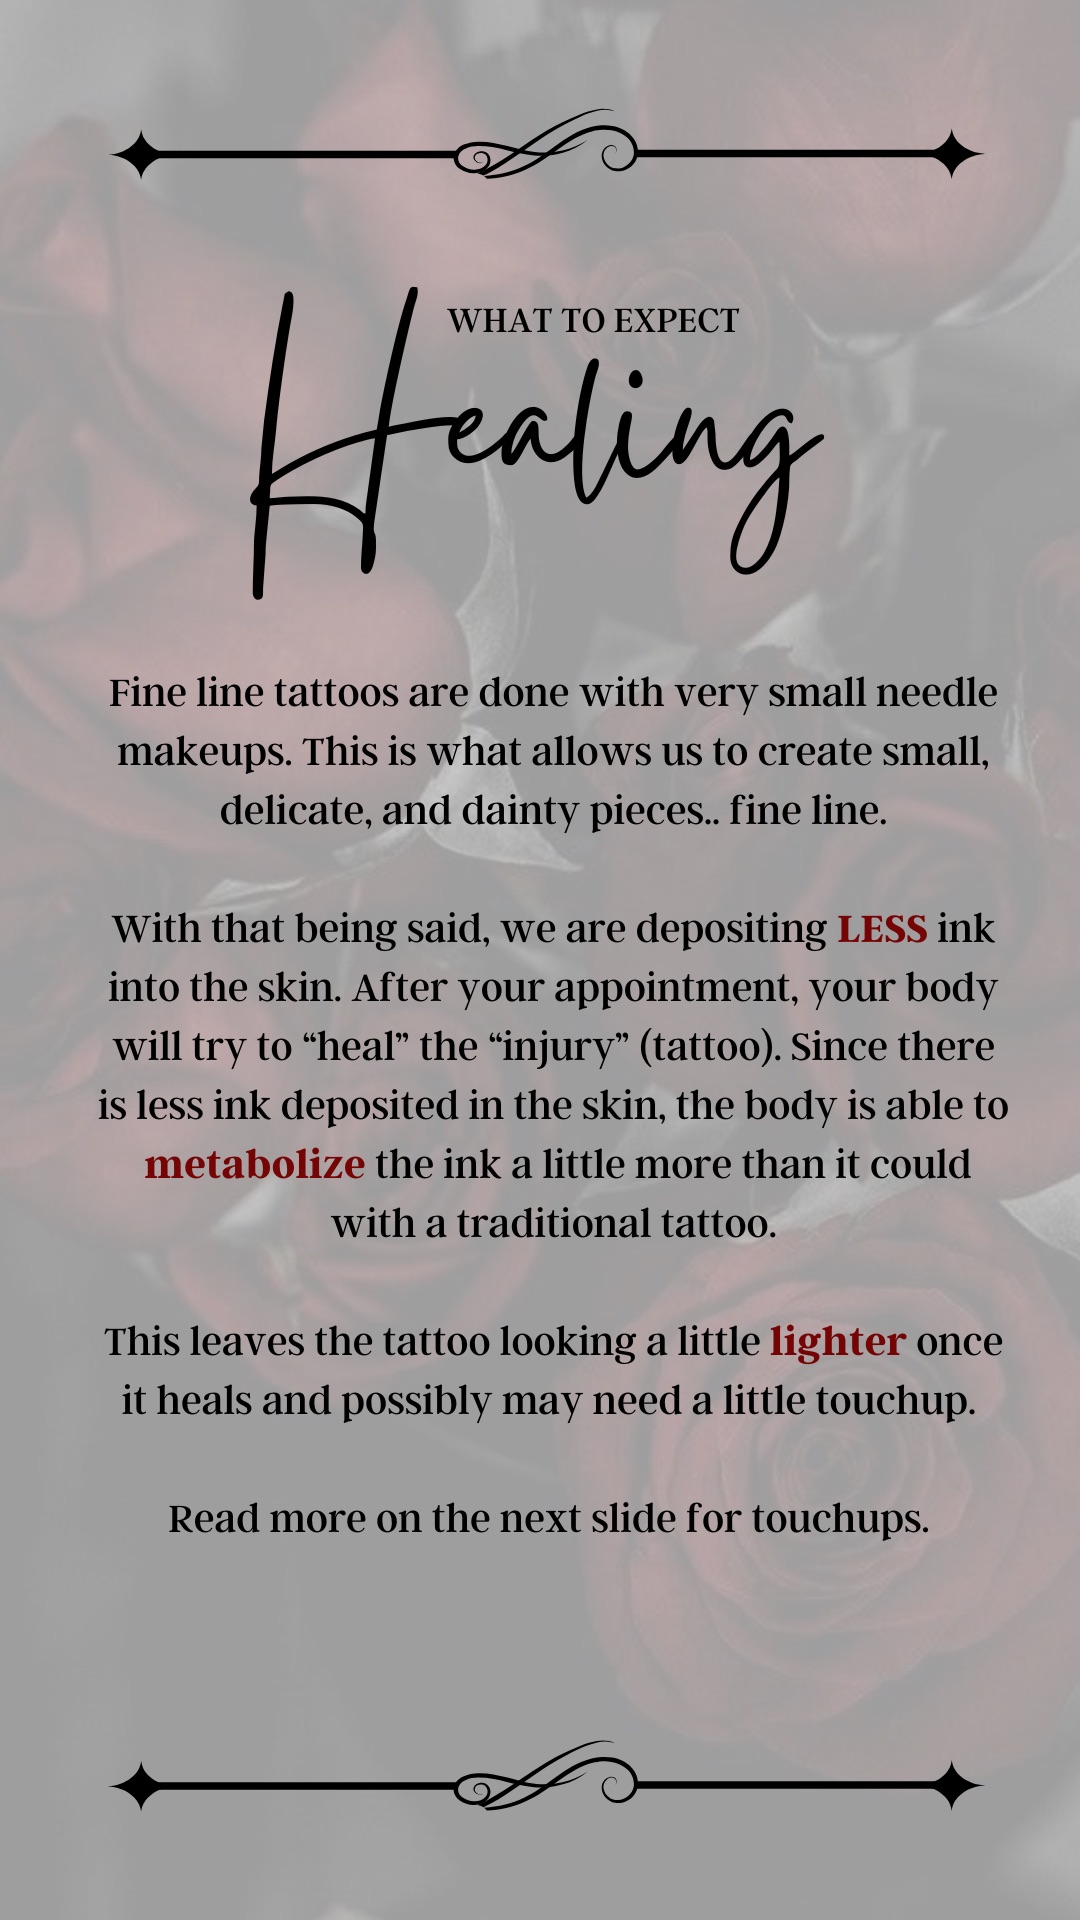 WHAT TO EXPECT
Healing
Fine line tattoos are done with very small needle
makeups. This is what allows us to create small,
delicate, and dainty pieces.. fine line.
With that being said, we are depositing LESS ink
into the skin. After your appointment, your body
will try to “heal” the “injury” (tattoo). Since there
is less ink deposited in the skin, the body is able to
metabolize the ink a little more than it could
with a traditional tattoo.
This leaves the tattoo looking a little lighter once
it heals and possibly may need a little touchup.
Read more on the next slide for touchups.